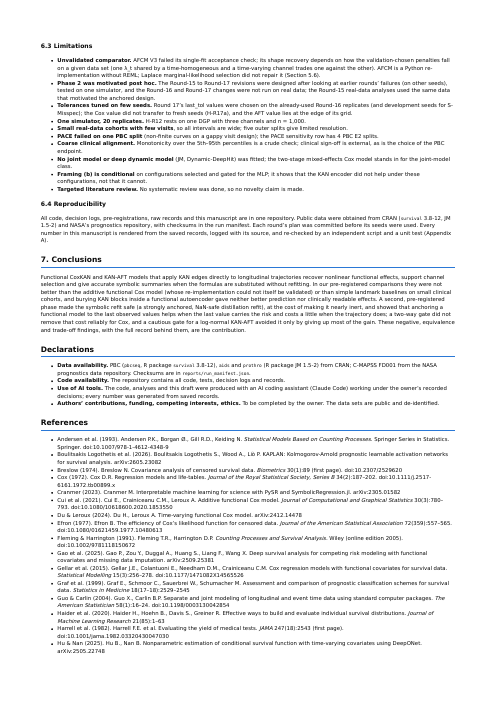 6.3 Limitations
• Unvalidated comparator. AFCM V3 failed its single-fit acceptance check; its shape recovery depends on how the validation-chosen penalties fall
on a given data set (one λ_t shared by a time-homogeneous and a time-varying channel trades one against the other). AFCM is a Python re-
implementation without REML; Laplace marginal-likelihood selection did not repair it (Section 5.6).
• Phase 2 was motivated post hoc. The Round-15 to Round-17 revisions were designed after looking at earlier rounds' failures (on other seeds),
tested on one simulator, and the Round-16 and Round-17 changes were not run on real data; the Round-15 real-data analyses used the same data
that motivated the anchored design.
• Tolerances tuned on few seeds. Round 17's last_tol values were chosen on the already-used Round-16 replicates (and development seeds for S-
Misspec); the Cox value did not transfer to fresh seeds (H-R17a), and the AFT value lies at the edge of its grid.
• One simulator, 20 replicates. H-R12 rests on one DGP with three channels and n = 1,000.
• Small real-data cohorts with few visits, so all intervals are wide; five outer splits give limited resolution.
• PACE failed on one PBC split (non-finite curves on a gappy visit design); the PACE sensitivity row has 4 PBC E2 splits.
• Coarse clinical alignment. Monotonicity over the 5th-95th percentiles is a crude check; clinical sign-off is external, as is the choice of the PBC
endpoint.
• No joint model or deep dynamic model (JM, Dynamic-DeepHit) was fitted; the two-stage mixed-effects Cox model stands in for the joint-model
class.
• Framing (b) is conditional on configurations selected and gated for the MLP; it shows that the KAN encoder did not help under these
configurations, not that it cannot.
• Targeted literature review. No systematic review was done, so no novelty claim is made.
6.4 Reproducibility
All code, decision logs, pre-registrations, raw records and this manuscript are in one repository. Public data were obtained from CRAN (survival 3.8-12, JM
1.5-2) and NASA's prognostics repository, with checksums in the run manifest. Each round's plan was committed before its seeds were used. Every
number in this manuscript is rendered from the saved records, logged with its source, and re-checked by an independent script and a unit test (Appendix
A).
7. Conclusions
Functional CoxKAN and KAN-AFT models that apply KAN edges directly to longitudinal trajectories recover nonlinear functional effects, support channel
selection and give accurate symbolic summaries when the formulas are substituted without refitting. In our pre-registered comparisons they were not
better than the additive functional Cox model (whose re-implementation could not itself be validated) or than simple landmark baselines on small clinical
cohorts, and burying KAN blocks inside a functional autoencoder gave neither better prediction nor clinically readable effects. A second, pre-registered
phase made the symbolic refit safe (a strongly anchored, NaN-safe distillation refit), at the cost of making it nearly inert, and showed that anchoring a
functional model to the last observed values helps when the last value carries the risk and costs a little when the trajectory does; a two-way gate did not
remove that cost reliably for Cox, and a cautious gate for a log-normal KAN-AFT avoided it only by giving up most of the gain. These negative, equivalence
and trade-off findings, with the full record behind them, are the contribution.
Declarations
• Data availability. PBC (pbcseq, R package survival 3.8-12), aids and prothro (R package JM 1.5-2) from CRAN; C-MAPSS FD001 from the NASA
prognostics data repository. Checksums are in reports/run_manifest.json.
• Code availability. The repository contains all code, tests, decision logs and records.
• Use of AI tools. The code, analyses and this draft were produced with an AI coding assistant (Claude Code) working under the owner's recorded
decisions; every number was generated from saved records.
• Authors' contributions, funding, competing interests, ethics. To be completed by the owner. The data sets are public and de-identified.
References
• Andersen et al. (1993). Andersen P.K., Borgan Ø., Gill R.D., Keiding N. Statistical Models Based on Counting Processes. Springer Series in Statistics.
Springer. doi:10.1007/978-1-4612-4348-9
• Boulitsakis Logothetis et al. (2026). Boulitsakis Logothetis S., Wood A., Liò P. KAPLAN: Kolmogorov-Arnold prognostic learnable activation networks
for survival analysis. arXiv:2605.23082
• Breslow (1974). Breslow N. Covariance analysis of censored survival data. Biometrics 30(1):89 (first page). doi:10.2307/2529620
• Cox (1972). Cox D.R. Regression models and life-tables. Journal of the Royal Statistical Society, Series B 34(2):187-202. doi:10.1111/j.2517-
6161.1972.tb00899.x
• Cranmer (2023). Cranmer M. Interpretable machine learning for science with PySR and SymbolicRegression.jl. arXiv:2305.01582
• Cui et al. (2021). Cui E., Crainiceanu C.M., Leroux A. Additive functional Cox model. Journal of Computational and Graphical Statistics 30(3):780–
793. doi:10.1080/10618600.2020.1853550
• Du & Leroux (2024). Du H., Leroux A. Time-varying functional Cox model. arXiv:2412.14478
• Efron (1977). Efron B. The efficiency of Cox's likelihood function for censored data. Journal of the American Statistical Association 72(359):557–565.
doi:10.1080/01621459.1977.10480613
• Fleming & Harrington (1991). Fleming T.R., Harrington D.P. Counting Processes and Survival Analysis. Wiley (online edition 2005).
doi:10.1002/9781118150672
• Gao et al. (2025). Gao P., Zou Y., Duggal A., Huang S., Liang F., Wang X. Deep survival analysis for competing risk modeling with functional
covariates and missing data imputation. arXiv:2509.25381
• Gellar et al. (2015). Gellar J.E., Colantuoni E., Needham D.M., Crainiceanu C.M. Cox regression models with functional covariates for survival data.
Statistical Modelling 15(3):256–278. doi:10.1177/1471082X14565526
• Graf et al. (1999). Graf E., Schmoor C., Sauerbrei W., Schumacher M. Assessment and comparison of prognostic classification schemes for survival
data. Statistics in Medicine 18(17–18):2529–2545
• Guo & Carlin (2004). Guo X., Carlin B.P. Separate and joint modeling of longitudinal and event time data using standard computer packages. The
American Statistician 58(1):16–24. doi:10.1198/0003130042854
• Haider et al. (2020). Haider H., Hoehn B., Davis S., Greiner R. Effective ways to build and evaluate individual survival distributions. Journal of
Machine Learning Research 21(85):1–63
• Harrell et al. (1982). Harrell F.E. et al. Evaluating the yield of medical tests. JAMA 247(18):2543 (first page).
doi:10.1001/jama.1982.03320430047030
• Hu & Nan (2025). Hu B., Nan B. Nonparametric estimation of conditional survival function with time-varying covariates using DeepONet.
arXiv:2505.22748